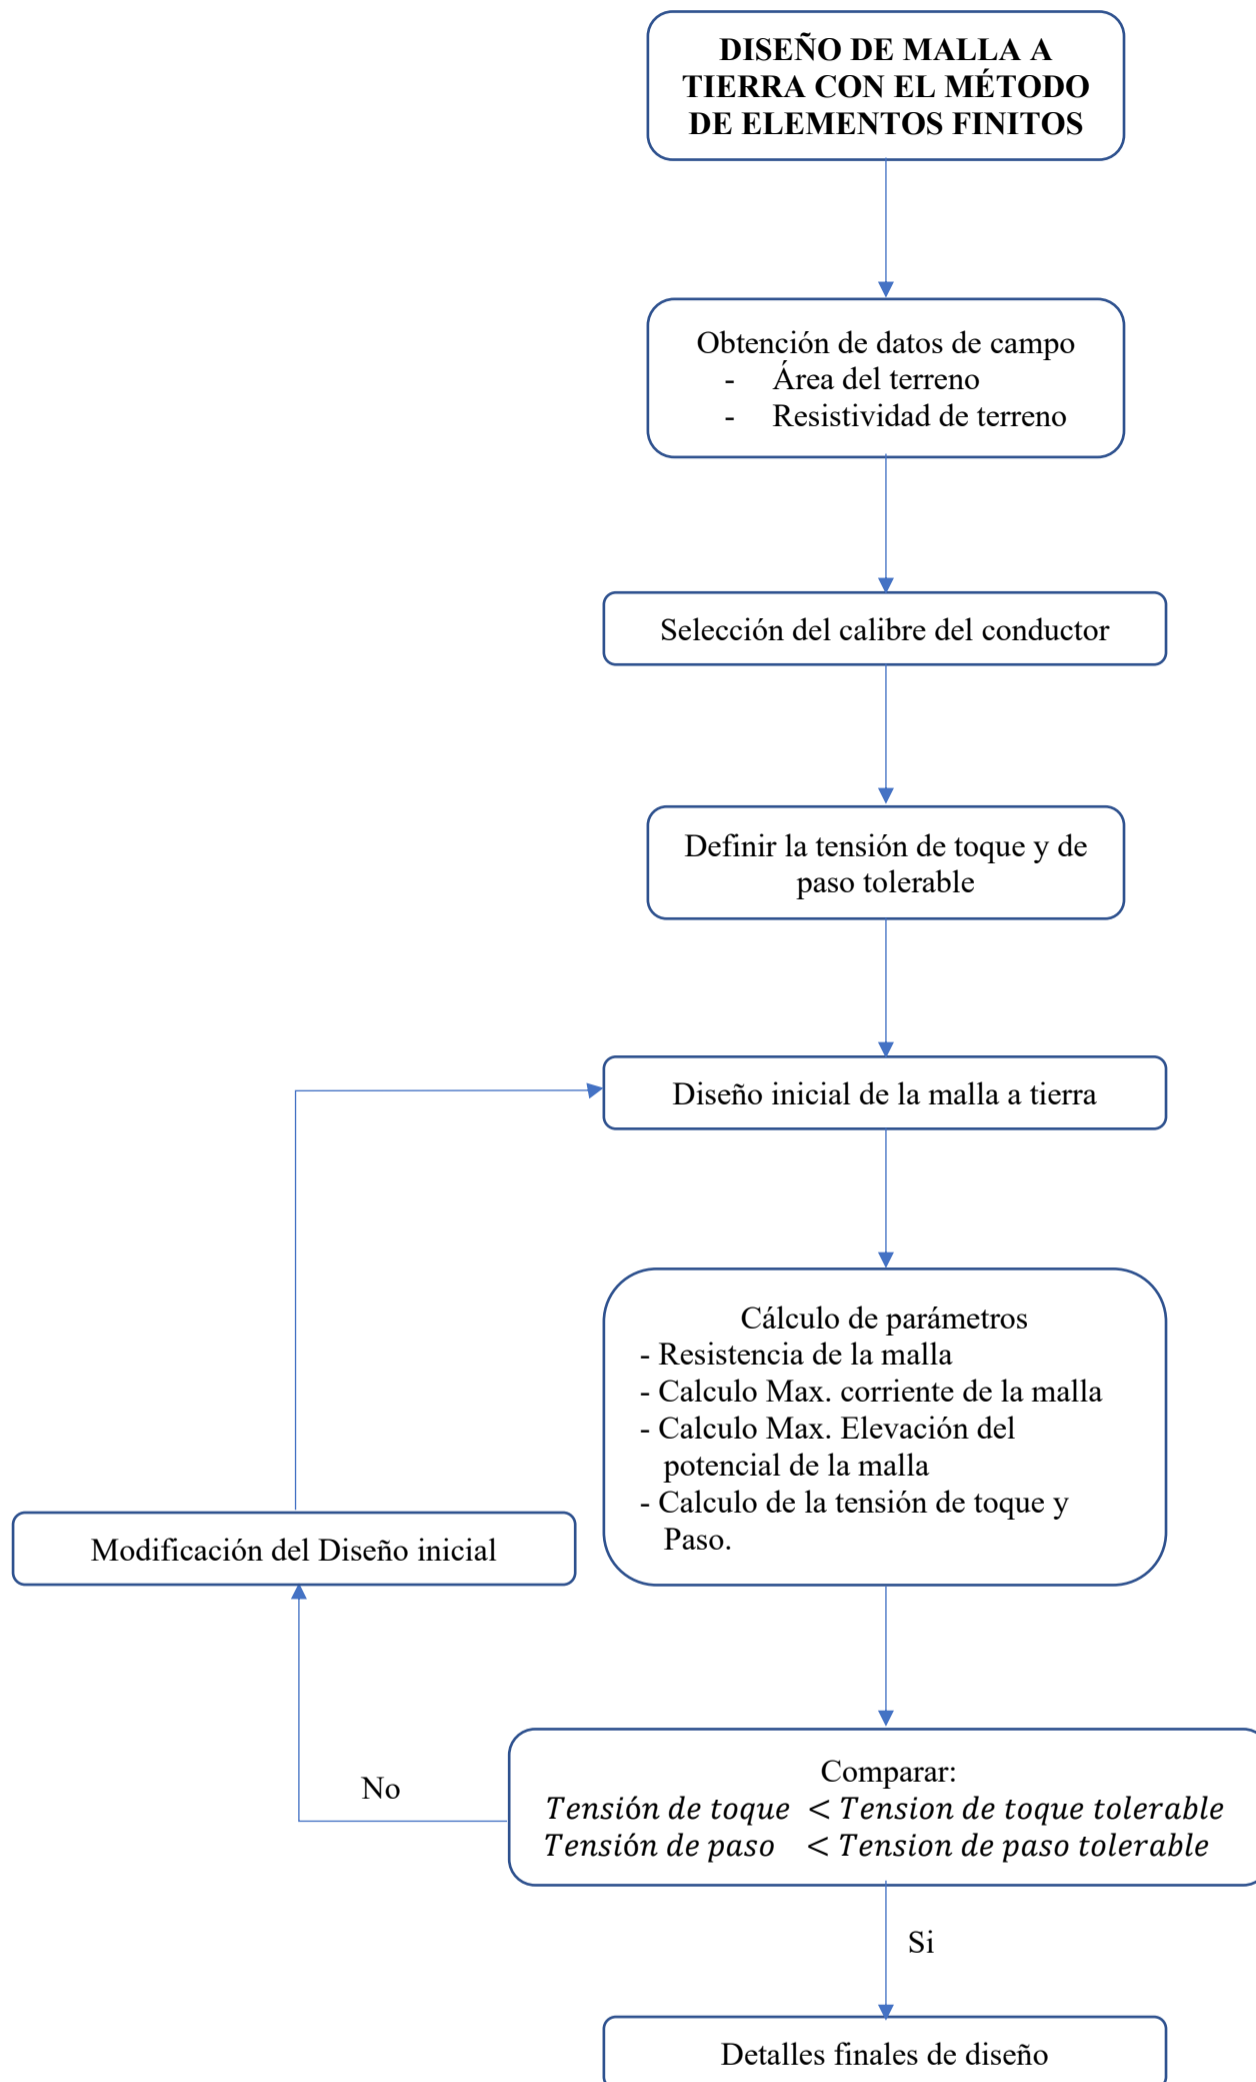 DISEÑO DE MALLA A
TIERRA CON EL MÉTODO
DE ELEMENTOS FINITOS
Obtención de datos de campo
- Área del terreno
- Resistividad de terreno
Selección del calibre del conductor
Definir la tensión de toque y de
paso tolerable
Diseño inicial de la malla a tierra
Cálculo de parámetros
- Resistencia de la malla
- Calculo Max. corriente de la malla
- Calculo Max. Elevación del
potencial de la malla
- Calculo de la tensión de toque y
Paso.
Modificación del Diseño inicial
No
Comparar:
Tensión de toque < Tension de toque tolerable
Tensión de paso < Tension de paso tolerable
Si
Detalles finales de diseño